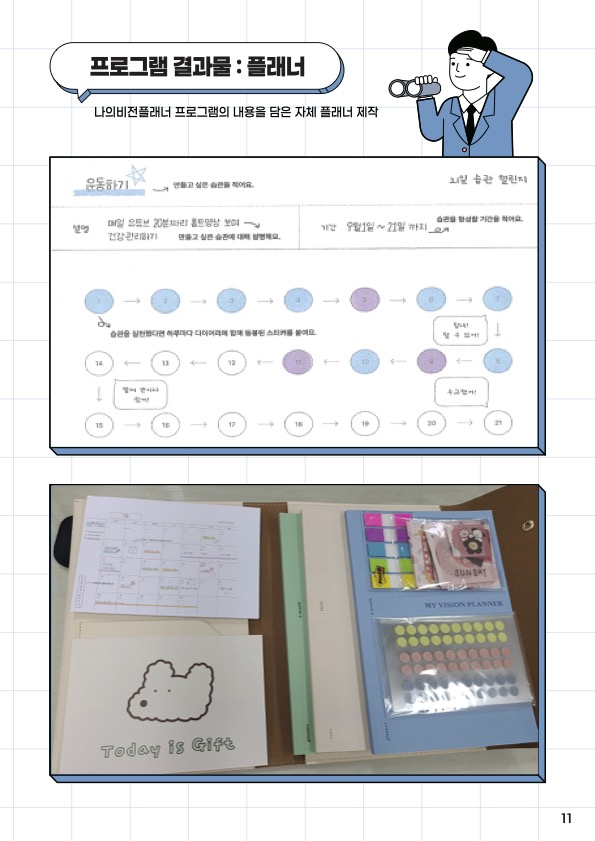 프로그램 결과물 : 플래너
나의비전플래너 프로그램의 내용을 담은 자체 플래너 제작
운동하기
만들고 싶은 습관을 적어요.
21일 습관 챌린지
설명
매일 유튜브 20분짜리 홈트영상 보며
건강관리하기
만들고 싶은 습관에 대해 설명해요.
기간
9월1일 ~ 21일 까지
습관을 형성할 기간을 적어요.
1 2 3 4 5 6 7
습관을 실천했다면 하루마다 다이어리에 함께 동봉된 스티커를 붙여요.
힘내!
할 수 있어!
14 13 12 11 10 9 8
벌써 반이나
왔어!
수고했어!
15 16 17 18 19 20 21
SUNDAY
Post-it
MY VISION PLANNER
Today is Gift
11